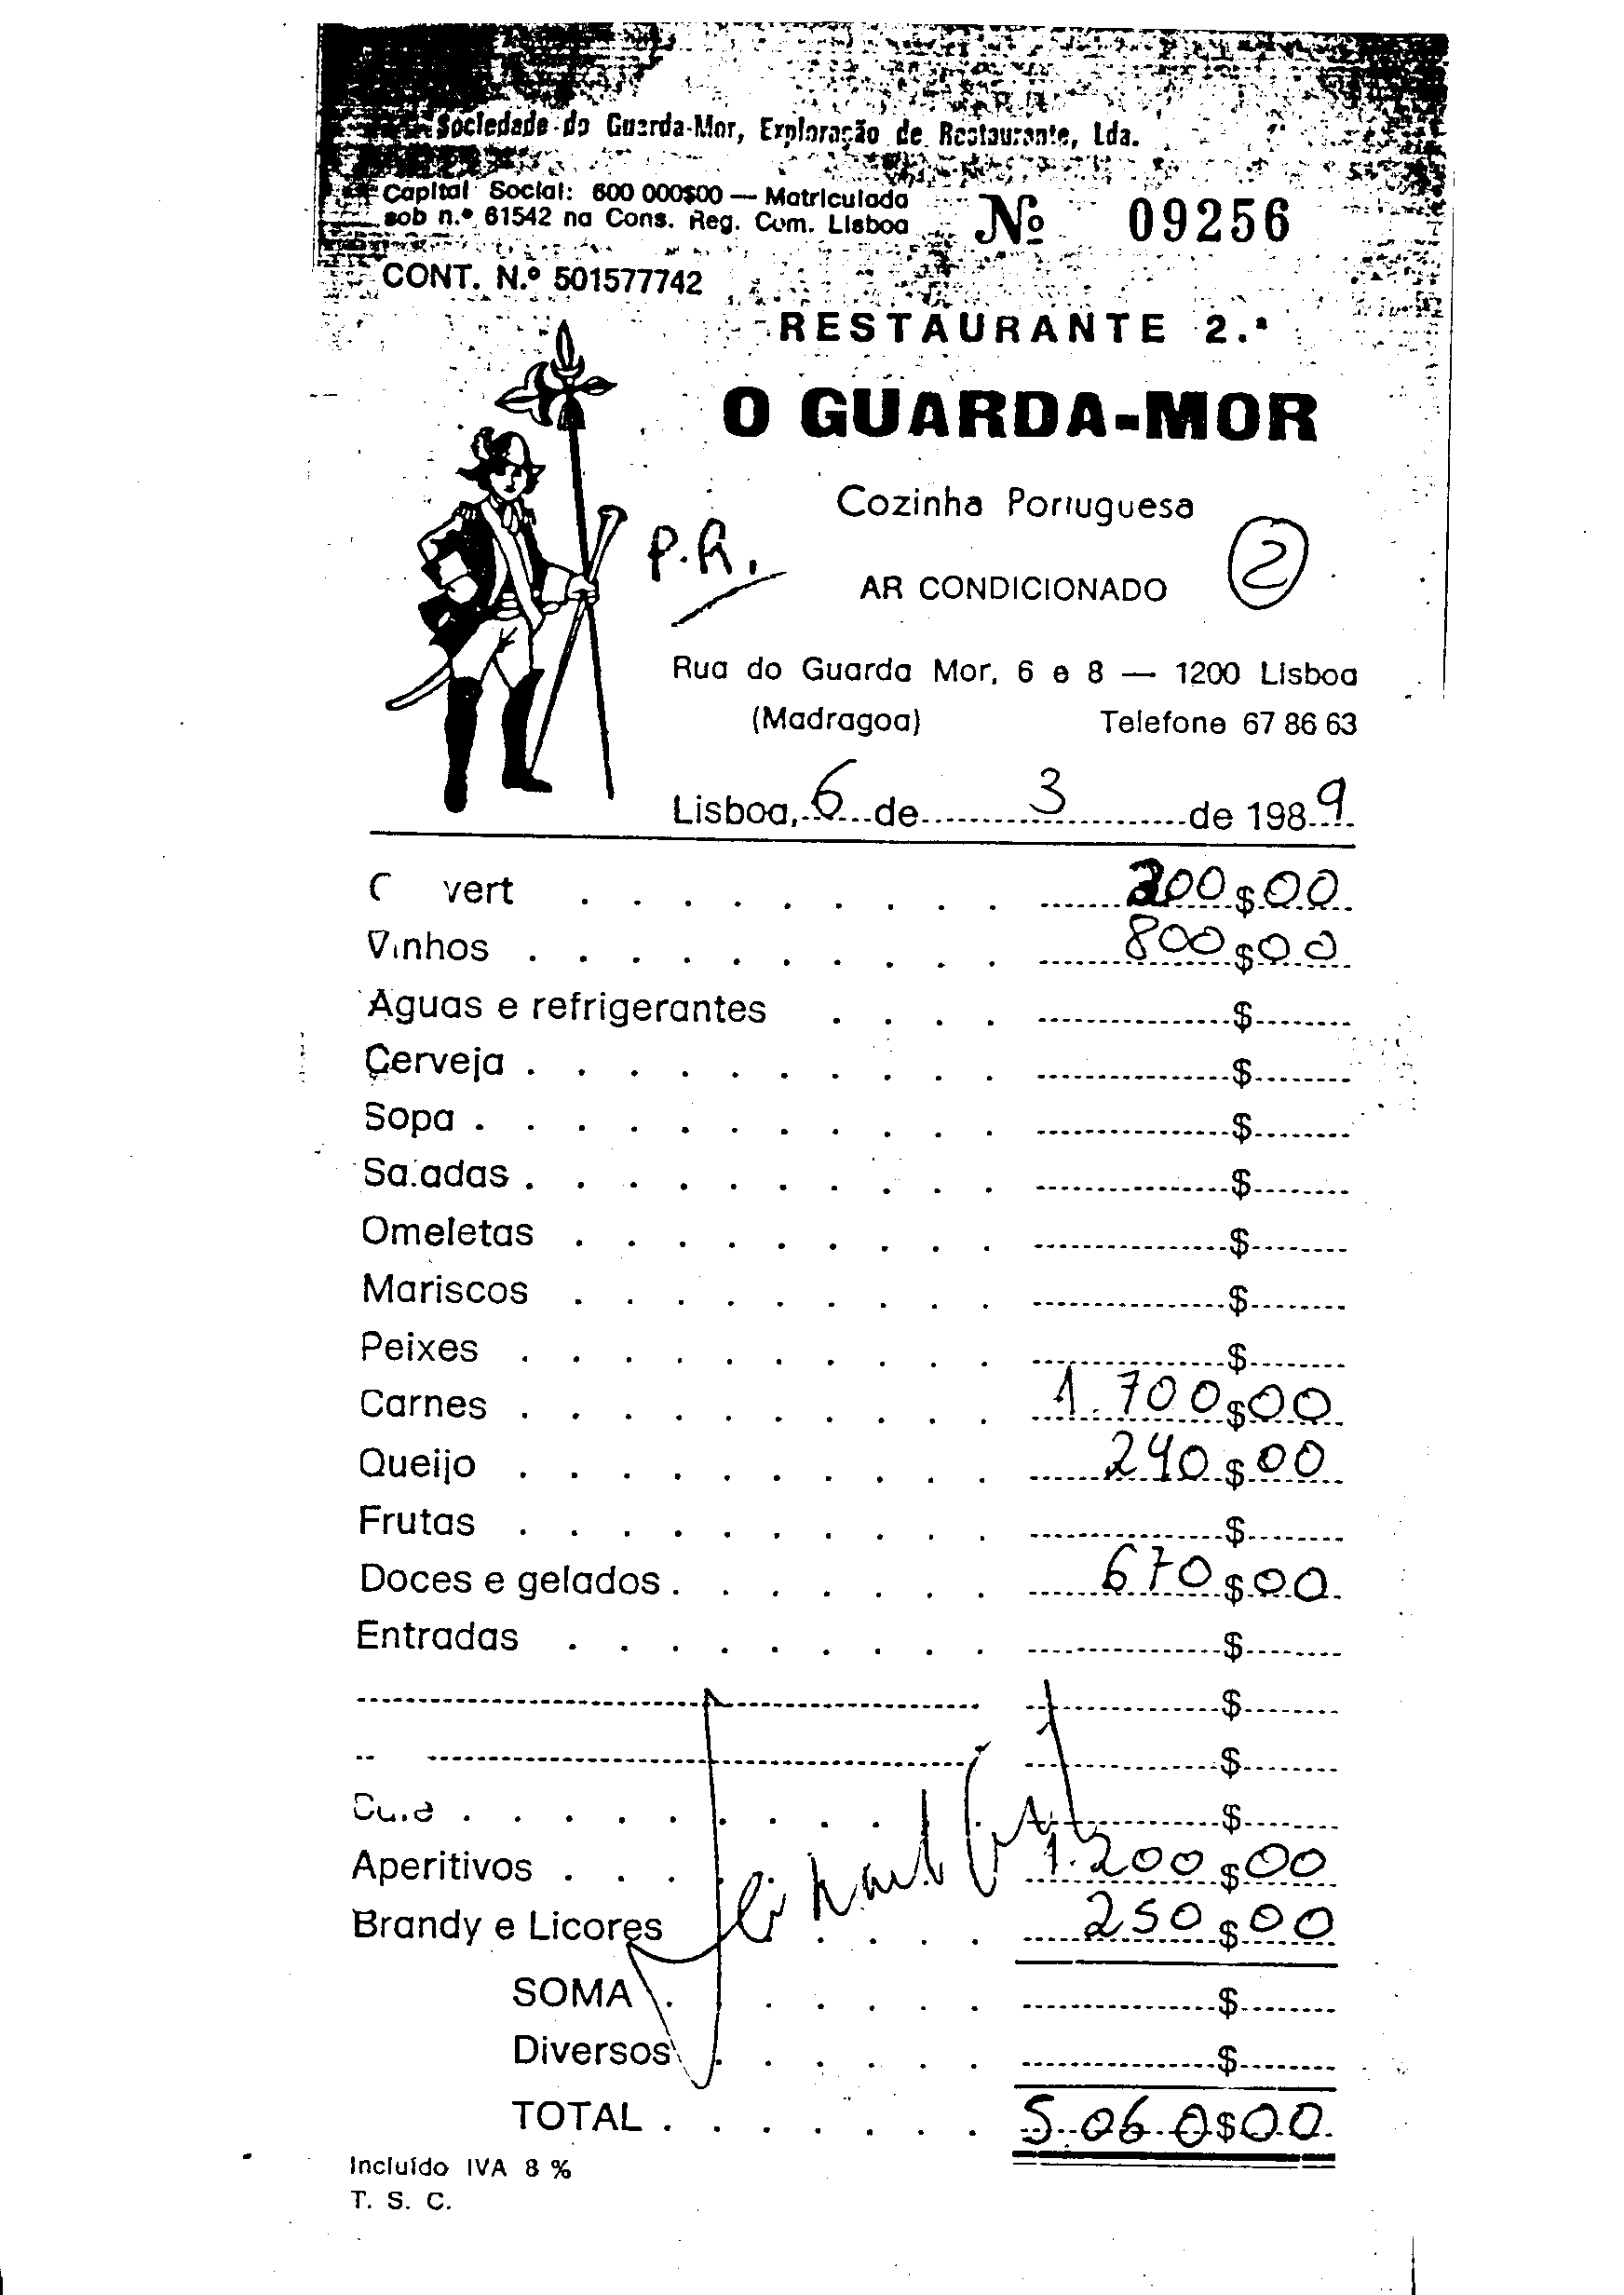 Sociedade do Guarda-Mor, Exploração de Restaurante, Lda.
Capital Social: 600 000$00 — Matriculada
sob n.º 61542 na Cons. Reg. Com. Lisboa
Nº 09256
CONT. N.º 501577742
RESTAURANTE 2.ª
O GUARDA-MOR
Cozinha Portuguesa
P.R.
2
AR CONDICIONADO
Rua do Guarda Mor, 6 e 8 — 1200 Lisboa
(Madragoa) Telefone 67 86 63
Lisboa, 6 de 3 de 1989
C vert 200$00
Vinhos 800$00
Aguas e refrigerantes $
Cerveja $
Sopa $
Saladas $
Omeletas $
Mariscos $
Peixes $
Carnes 1.700$00
Queijo 240$00
Frutas $
Doces e gelados 670$00
Entradas $
$
$
$
Aperitivos 1.200$00
Brandy e Licores 250$00
SOMA $
Diversos $
TOTAL 5.060$00
Incluído IVA 8 %
T. S. C.